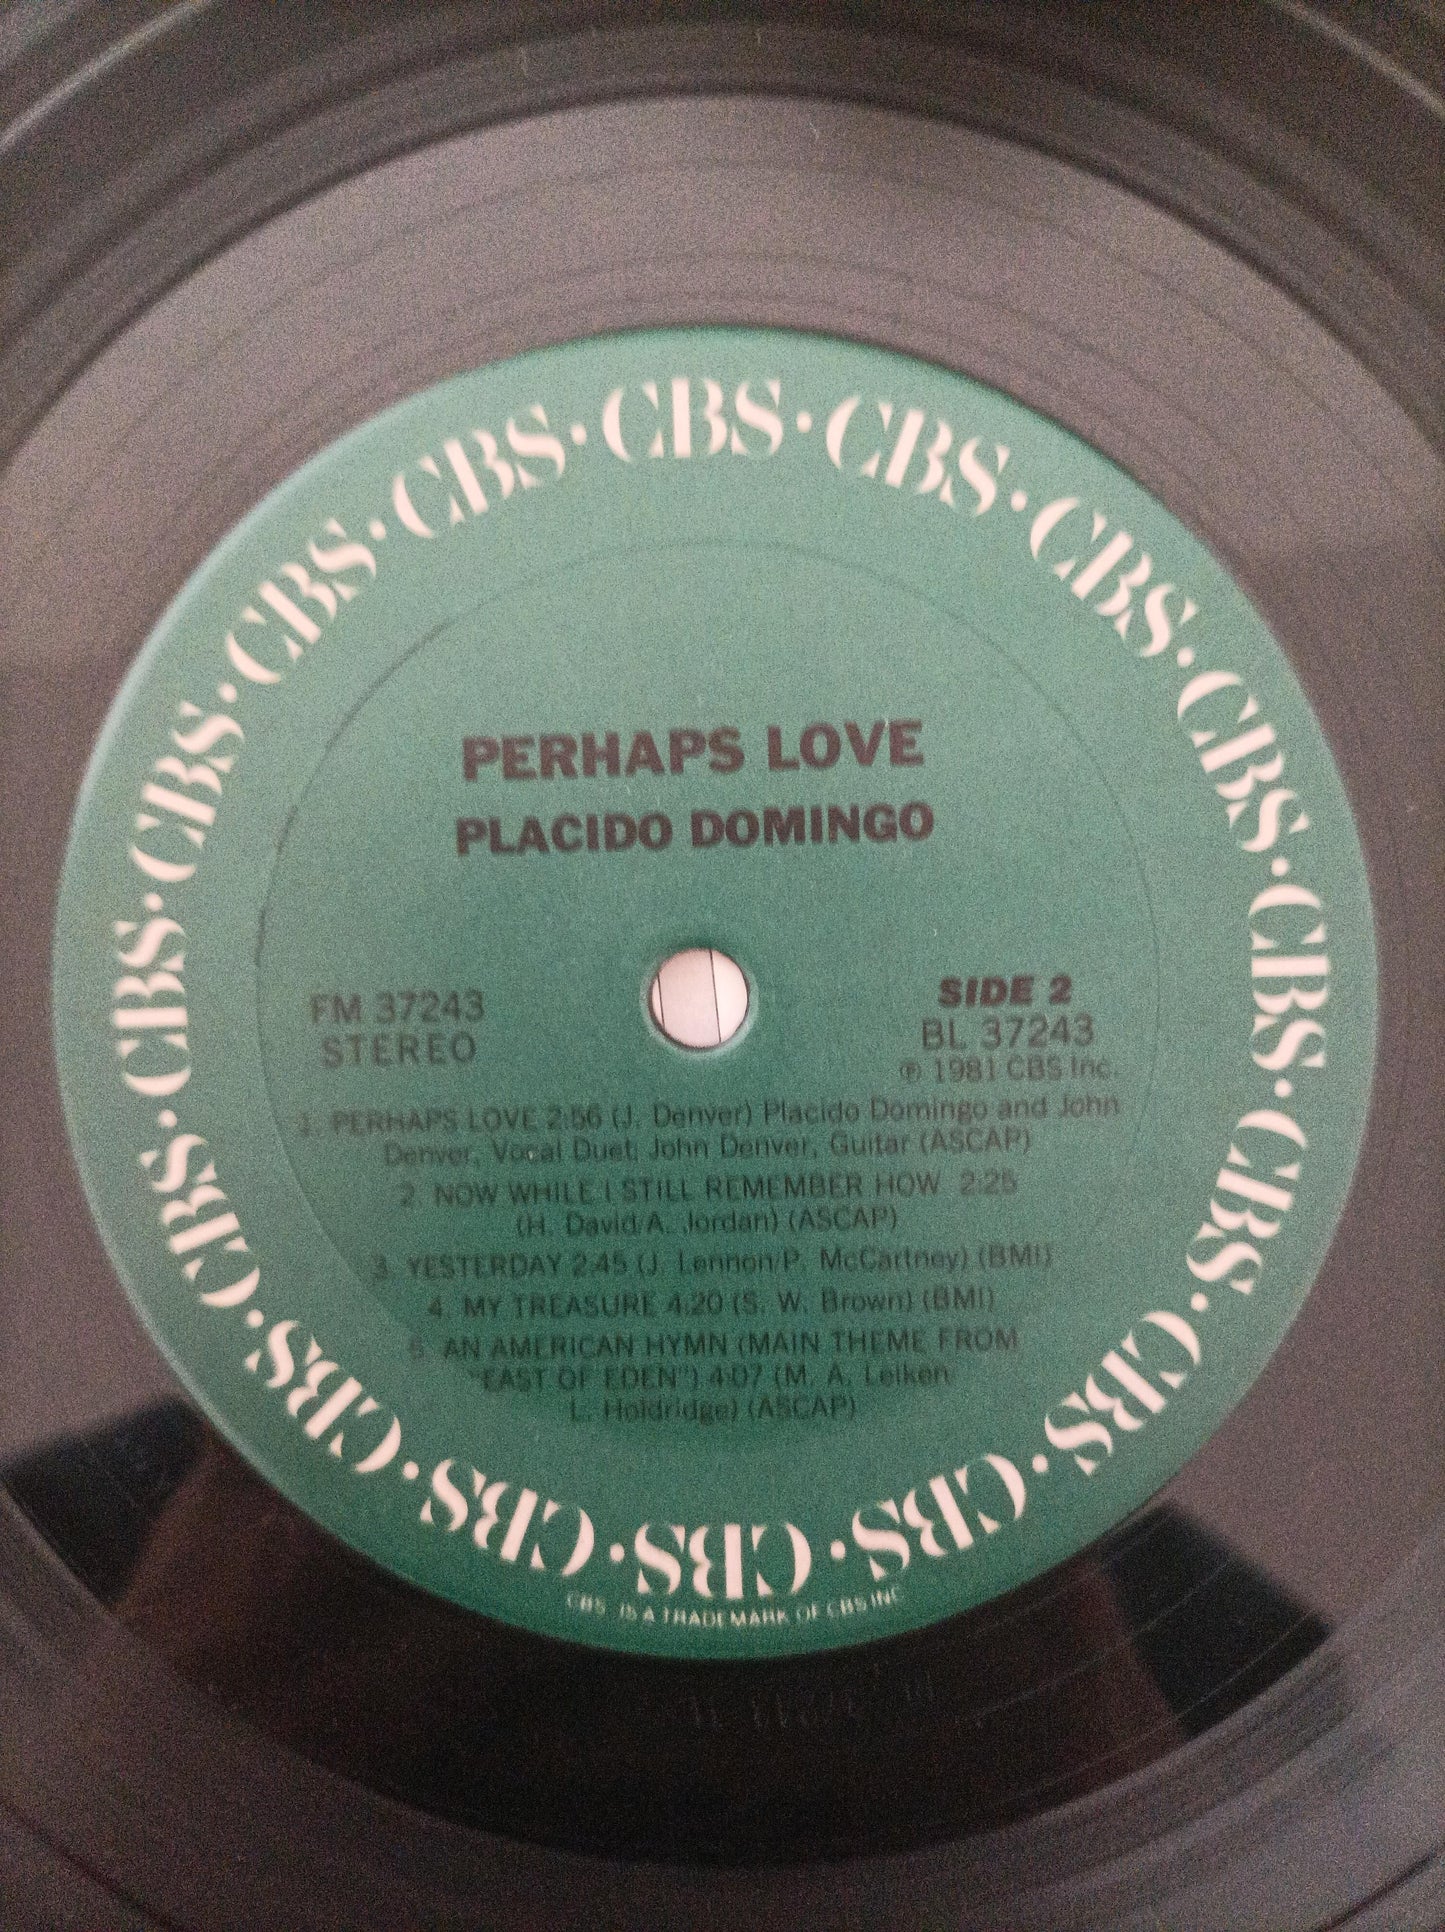 CBS · CBS · CBS · CBS · CBS · CBS · CBS · CBS · CBS · CBS · CBS · CBS · CBS · CBS · CBS · CBS
PERHAPS LOVE
PLACIDO DOMINGO
FM 37243
STEREO
SIDE 2
BL 37243
℗ 1981 CBS Inc.
1. PERHAPS LOVE 2:56 (J. Denver) Placido Domingo and John
Denver, Vocal Duet; John Denver, Guitar (ASCAP)
2. NOW WHILE I STILL REMEMBER HOW 2:25
(H. David/A. Jordan) (ASCAP)
3. YESTERDAY 2:45 (J. Lennon/P. McCartney) (BMI)
4. MY TREASURE 4:20 (S. W. Brown) (BMI)
5. AN AMERICAN HYMN (MAIN THEME FROM
"EAST OF EDEN") 4:07 (M. A. Leiken/
L. Holdridge) (ASCAP)
CBS IS A TRADEMARK OF CBS INC